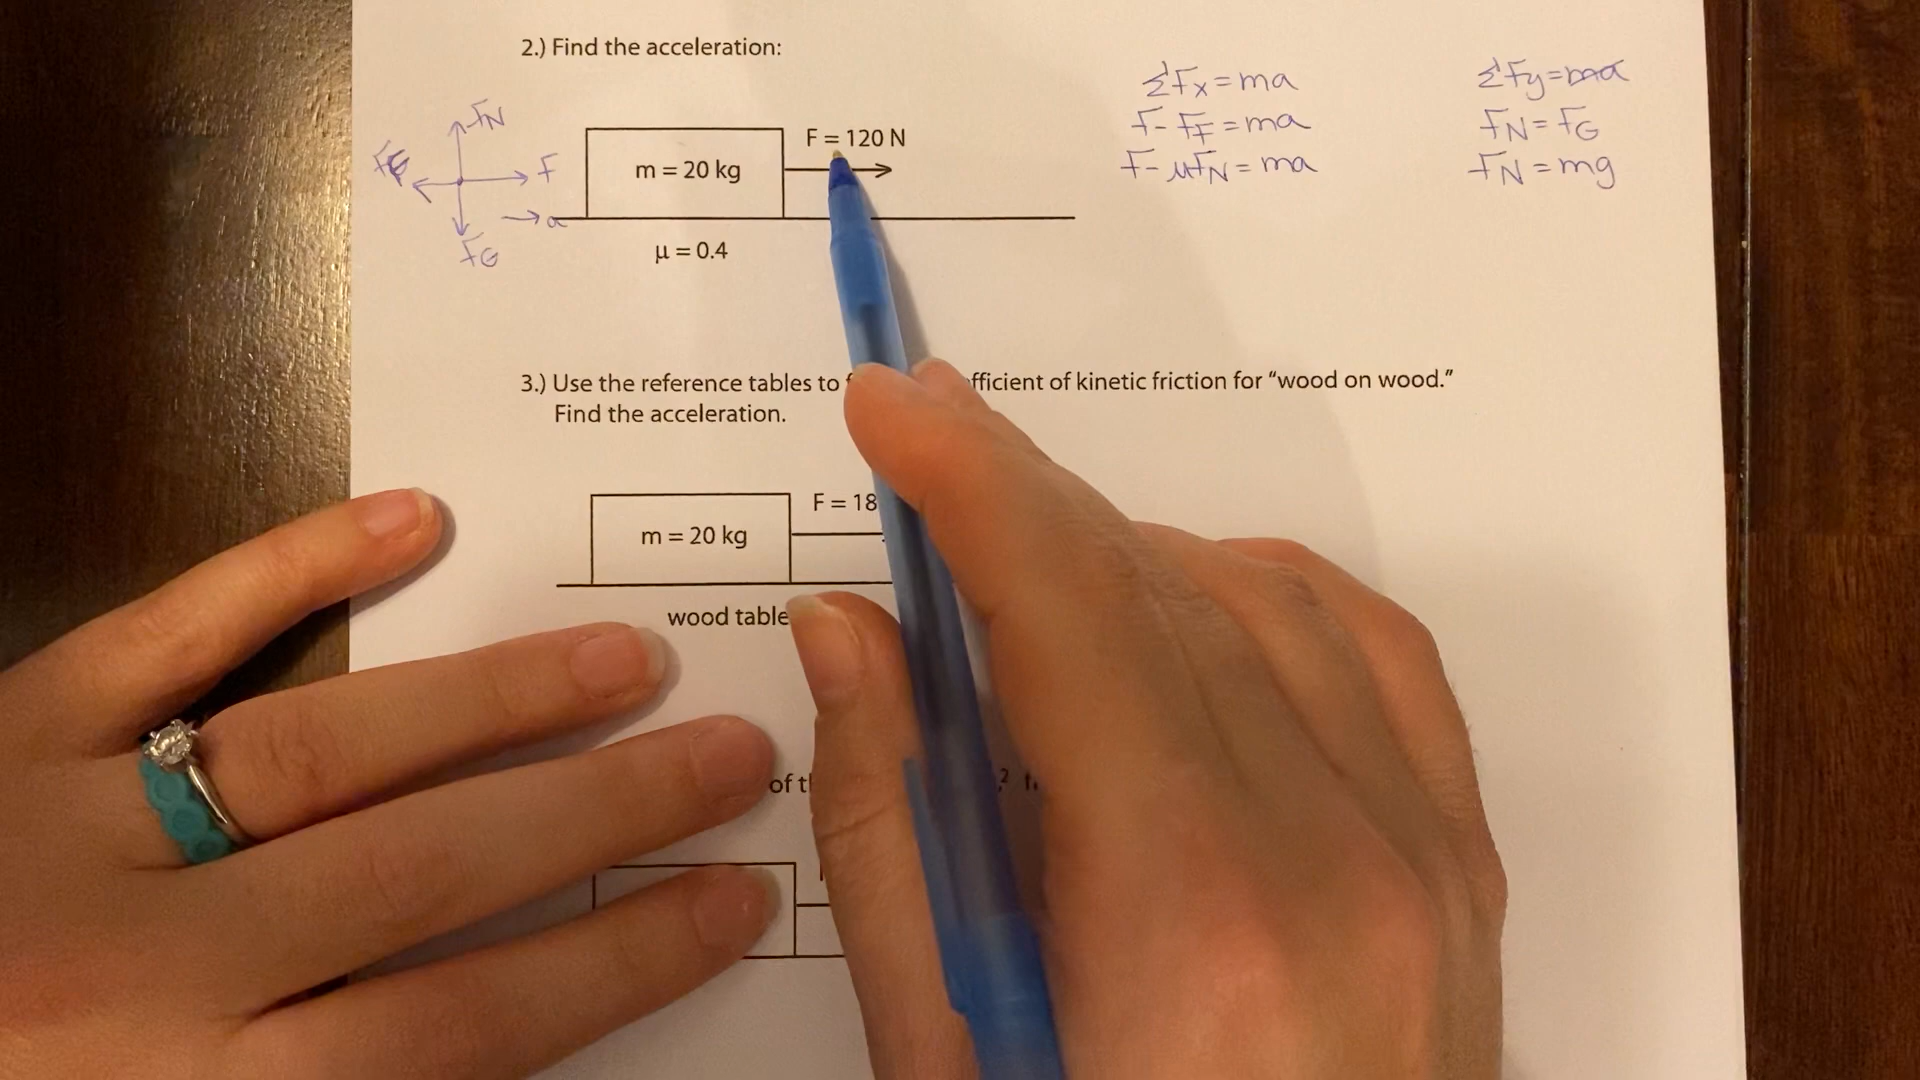 2.) Find the acceleration:
ΣFx = ma
ΣFy = ma
F - FF = ma
FN = FG
F - μFN = ma
FN = mg
FN
F
a
FG
F = 120 N
m = 20 kg
μ = 0.4
3.) Use the reference tables to fficient of kinetic friction for “wood on wood.”
Find the acceleration.
F = 18
m = 20 kg
wood table
of